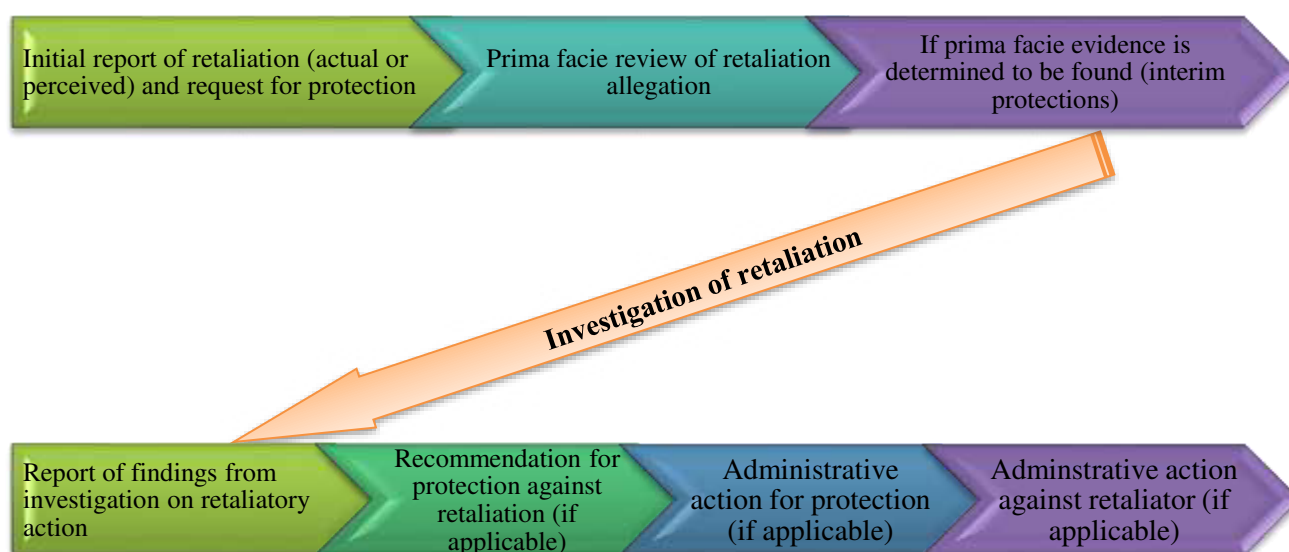 Initial report of retaliation (actual or
perceived) and request for protection
Prima facie review of retaliation
allegation
If prima facie evidence is
determined to be found (interim
protections)
Investigation of retaliation
Report of findings from
investigation on retaliatory
action
Recommendation for
protection against
retaliation (if
applicable)
Administrative
action for protection
(if applicable)
Adminstrative action
against retaliator (if
applicable)